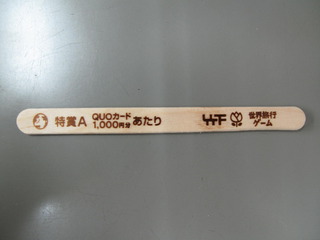 特賞A
QUOカード
1,000円分
あたり
世界旅行
ゲーム